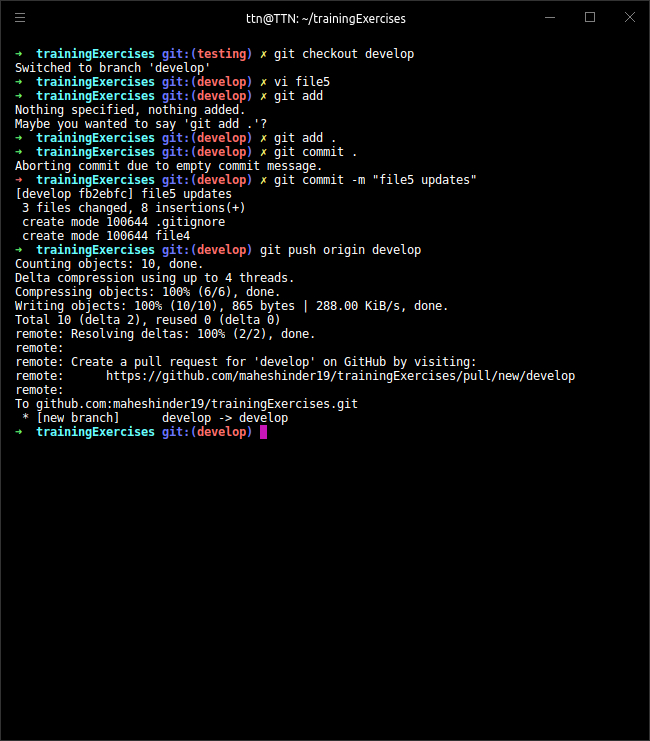 ttn@TTN: ~/trainingExercises
➜  trainingExercises git:(testing) ✗ git checkout develop
Switched to branch 'develop'
➜  trainingExercises git:(develop) ✗ vi file5
➜  trainingExercises git:(develop) ✗ git add
Nothing specified, nothing added.
Maybe you wanted to say 'git add .'?
➜  trainingExercises git:(develop) ✗ git add .
➜  trainingExercises git:(develop) ✗ git commit .
Aborting commit due to empty commit message.
➜  trainingExercises git:(develop) ✗ git commit -m "file5 updates"
[develop fb2ebfc] file5 updates
 3 files changed, 8 insertions(+)
 create mode 100644 .gitignore
 create mode 100644 file4
➜  trainingExercises git:(develop) git push origin develop
Counting objects: 10, done.
Delta compression using up to 4 threads.
Compressing objects: 100% (6/6), done.
Writing objects: 100% (10/10), 865 bytes | 288.00 KiB/s, done.
Total 10 (delta 2), reused 0 (delta 0)
remote: Resolving deltas: 100% (2/2), done.
remote:
remote: Create a pull request for 'develop' on GitHub by visiting:
remote:      https://github.com/maheshinder19/trainingExercises/pull/new/develop
remote:
To github.com:maheshinder19/trainingExercises.git
 * [new branch]      develop -> develop
➜  trainingExercises git:(develop)